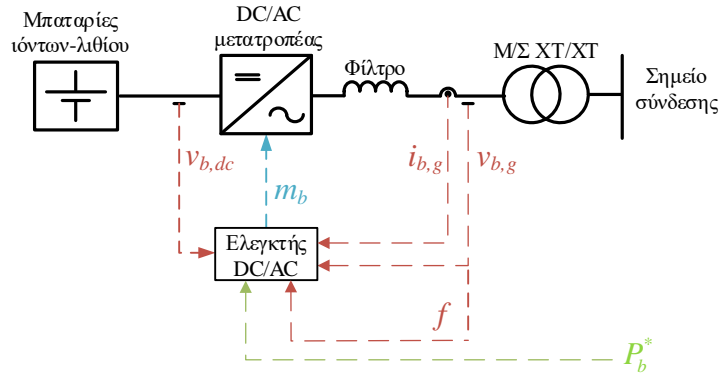 Μπαταρίες
ιόντων-λιθίου
DC/AC
μετατροπέας
Φίλτρο
Μ/Σ ΧΤ/ΧΤ
Σημείο
σύνδεσης
v_{b,dc}
m_b
i_{b,g}
v_{b,g}
Ελεγκτής
DC/AC
f
P_b^*